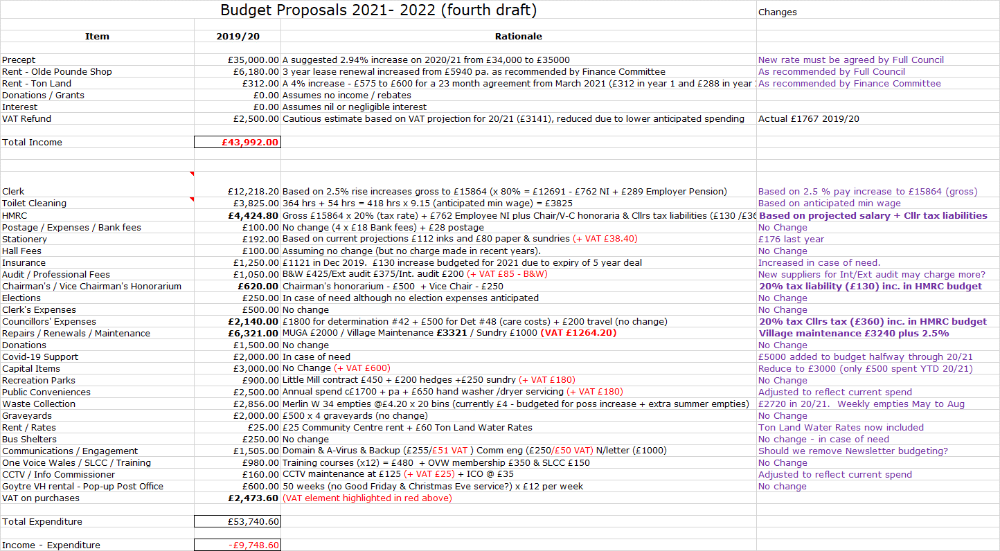 Budget Proposals 2021- 2022 (fourth draft) Changes
Item 2019/20 Rationale
Precept £35,000.00 A suggested 2.94% increase on 2020/21 from £34,000 to £35000 New rate must be agreed by Full Council
Rent - Olde Pounde Shop £6,180.00 3 year lease renewal increased from £5940 pa. as recommended by Finance Committee As recommended by Full Council
Rent - Ton Land £312.00 A 4% increase - £575 to £600 for a 23 month agreement from March 2021 (£312 in year 1 and £288 in year As recommended by Finance Committee
Donations / Grants £0.00 Assumes no income / rebates
Interest £0.00 Assumes nil or negligible interest
VAT Refund £2,500.00 Cautious estimate based on VAT projection for 20/21 (£3141), reduced due to lower anticipated spending Actual £1767 2019/20
Total Income £43,992.00
Clerk £12,218.20 Based on 2.5% rise increases gross to £15864 (x 80% = £12691 - £762 NI + £289 Employer Pension) Based on 2.5 % pay increase to £15864 (gross)
Toilet Cleaning £3,825.00 364 hrs + 54 hrs = 418 hrs x 9.15 (anticipated min wage) = £3825 Based on anticipated min wage
HMRC £4,424.80 Gross £15864 x 20% (tax rate) + £762 Employee NI plus Chair/V-C honoraria & Cllrs tax liabilities (£130 /£36 Based on projected salary + Cllr tax liabilities
Postage / Expenses / Bank fees £100.00 No change (4 x £18 Bank fees) + £28 postage No Change
Stationery £192.00 Based on current projections £112 inks and £80 paper & sundries (+ VAT £38.40) £176 last year
Hall Fees £100.00 Assuming no change (but no charge made in recent years). No Change
Insurance £1,250.00 £1121 in Dec 2019. £130 increase budgeted for 2021 due to expiry of 5 year deal Increased in case of need.
Audit / Professional Fees £1,050.00 B&W £425/Ext audit £375/Int. audit £200 (+ VAT £85 - B&W) New suppliers for Int/Ext audit may charge more?
Chairman's / Vice Chairman's Honorarium £620.00 Chairman's honorarium - £500 + Vice Chair - £250 20% tax liability (£130) inc. in HMRC budget
Elections £250.00 In case of need although no election expenses anticipated No Change
Clerk's Expenses £500.00 No change No Change
Councillors' Expenses £2,140.00 £1800 for determination #42 + £500 for Det #48 (care costs) + £200 travel (no change) 20% tax Cllrs tax (£360) inc. in HMRC budget
Repairs / Renewals / Maintenance £6,321.00 MUGA £2000 / Village Maintenance £3321 / Sundry £1000 (VAT £1264.20) Village maintenance £3240 plus 2.5%
Donations £1,500.00 No change No Change
Covid-19 Support £2,000.00 In case of need £5000 added to budget halfway through 20/21
Capital Items £3,000.00 No Change (+ VAT £600) Reduce to £3000 (only £500 spent YTD 20/21)
Recreation Parks £900.00 Little Mill contract £450 + £200 hedges +£250 sundry (+ VAT £180) No Change
Public Conveniences £2,500.00 Annual spend c£1700 + pa + £650 hand washer /dryer servicing (+ VAT £180) Adjusted to reflect current spend
Waste Collection £2,856.00 Merlin W 34 empties @£4.20 x 20 bins (currently £4 - budgeted for poss increase + extra summer empties) £2720 in 20/21. Weekly empties May to Aug
Graveyards £2,000.00 £500 x 4 graveyards (no change) No Change
Rent / Rates £25.00 £25 Community Centre rent + £60 Ton Land Water Rates Ton Land Water Rates now included
Bus Shelters £250.00 No change No change - in case of need
Communications / Engagement £1,505.00 Domain & A-Virus & Backup (£255/£51 VAT ) Comm eng (£250/£50 VAT) N/letter (£1000) Should we remove Newsletter budgeting?
One Voice Wales / SLCC / Training £980.00 Training courses (x12) = £480 + OVW membership £350 & SLCC £150 No Change
CCTV / Info Commissioner £160.00 CCTV maintenance at £125 (+ VAT £25) + ICO @ £35 Adjusted to reflect current spend
Goytre VH rental - Pop-up Post Office £600.00 50 weeks (no Good Friday & Christmas Eve service?) x £12 per week No change
VAT on purchases £2,473.60 (VAT element highlighted in red above)
Total Expenditure £53,740.60
Income - Expenditure -£9,748.60